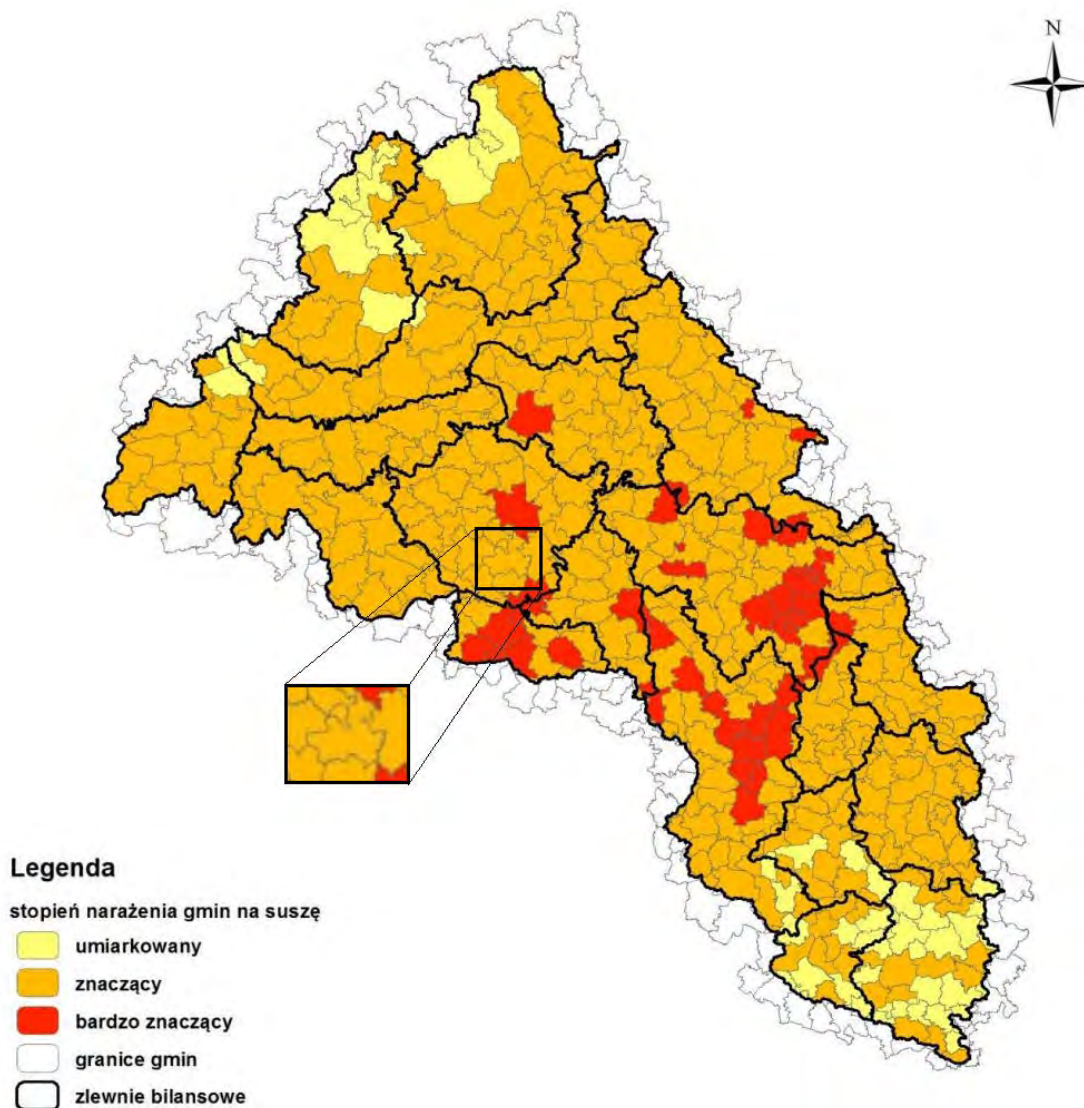 N
Legenda
stopień narażenia gmin na suszę
umiarkowany
znaczący
bardzo znaczący
granice gmin
zlewnie bilansowe